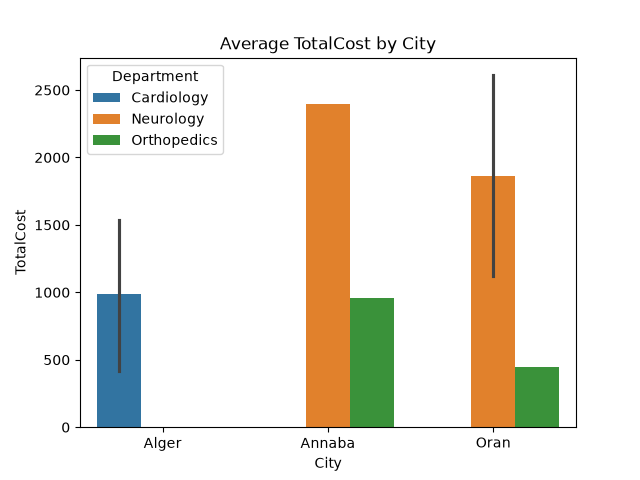 Average TotalCost by City
Department
Cardiology
Neurology
Orthopedics
2500
2000
1500
1000
500
0
TotalCost
Alger
Annaba
Oran
City